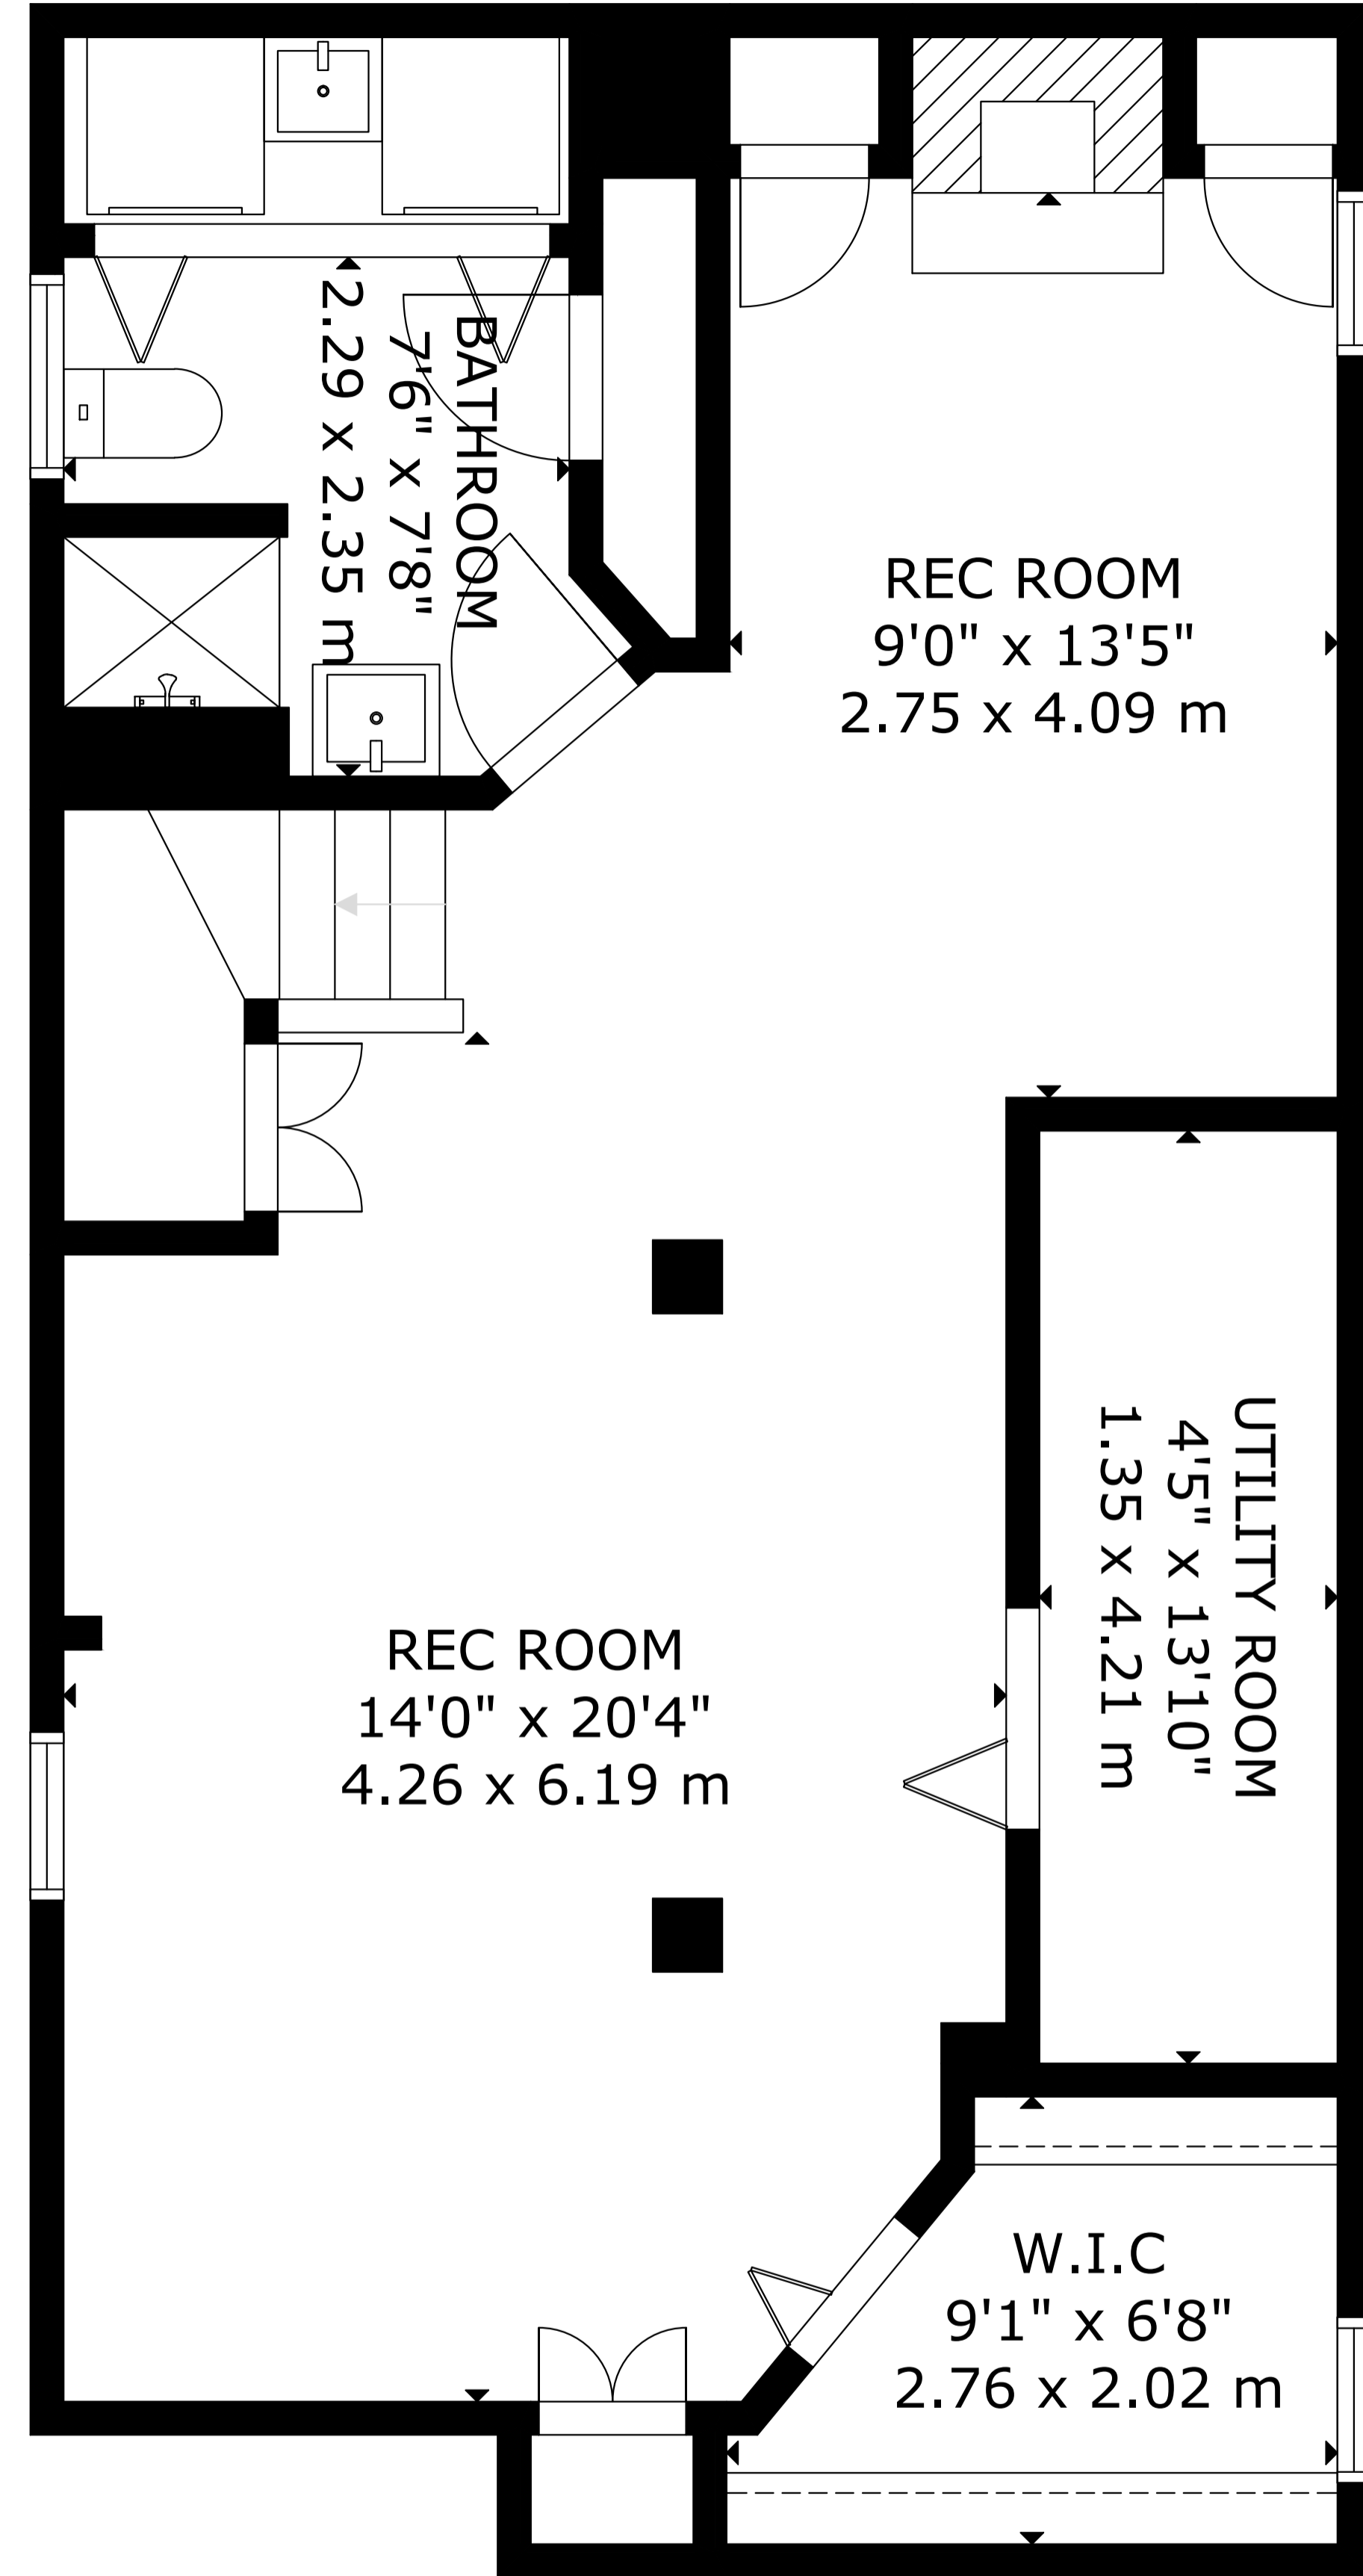 BATHROOM
7'6" x 7'8"
2.29 x 2.35 m
REC ROOM
9'0" x 13'5"
2.75 x 4.09 m
UTILITY ROOM
4'5" x 13'10"
1.35 x 4.21 m
REC ROOM
14'0" x 20'4"
4.26 x 6.19 m
W.I.C
9'1" x 6'8"
2.76 x 2.02 m